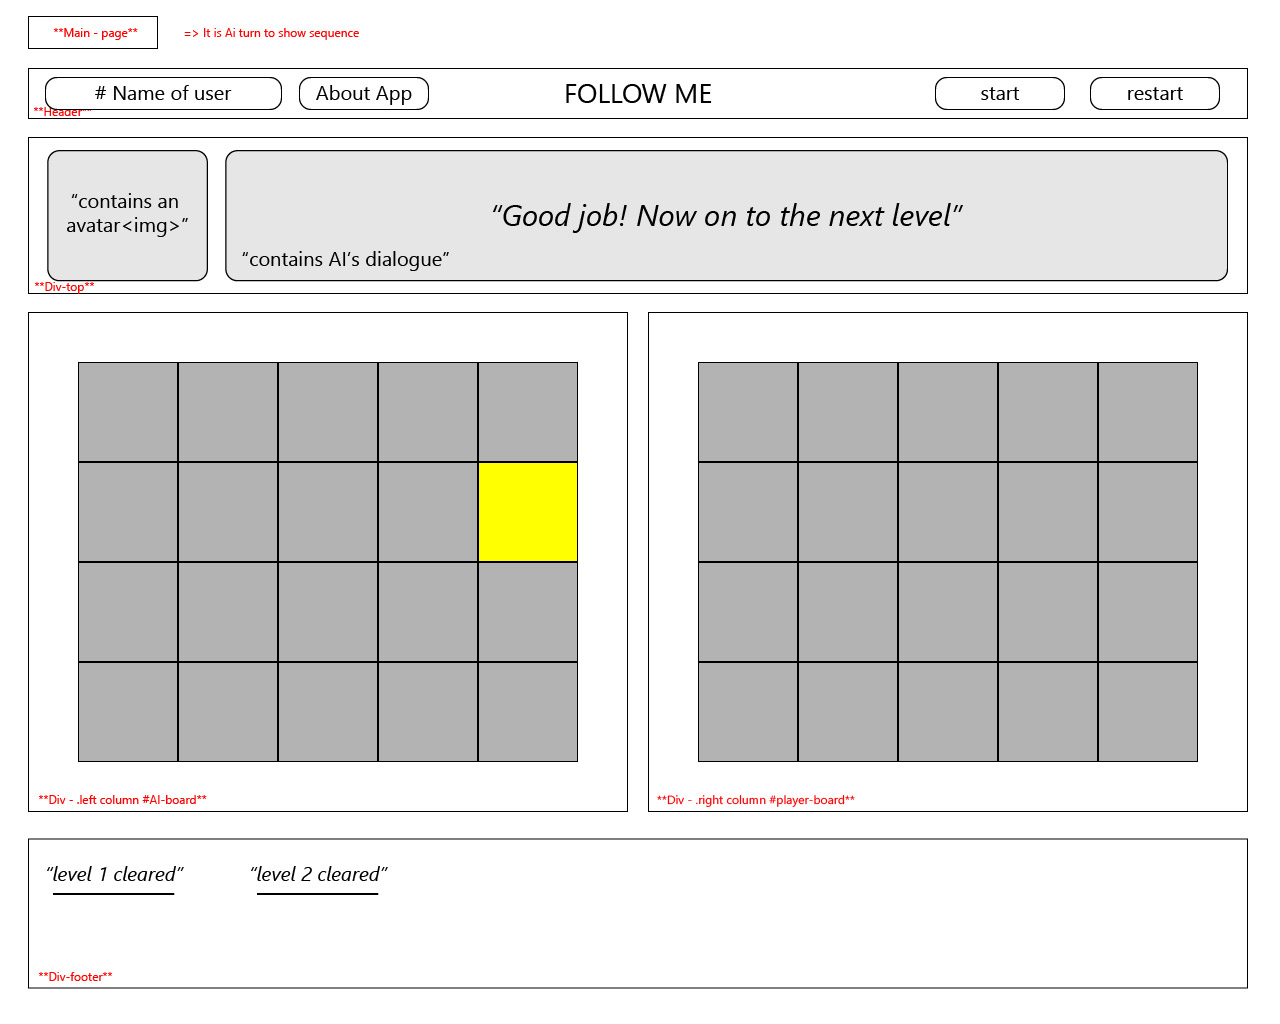 **Main - page**
=> It is Ai turn to show sequence
# Name of user
About App
FOLLOW ME
start
restart
**Header**
“contains an
avatar<img>”
“Good job! Now on to the next level”
“contains AI’s dialogue”
**Div-top**
**Div - .left column #AI-board**
**Div - .right column #player-board**
“level 1 cleared”
“level 2 cleared”
**Div-footer**